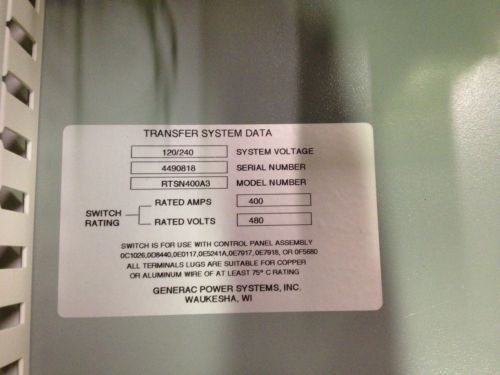 TRANSFER SYSTEM DATA
120/240 SYSTEM VOLTAGE
4490818 SERIAL NUMBER
RTSN400A3 MODEL NUMBER
SWITCH RATING
RATED AMPS 400
RATED VOLTS 480
SWITCH IS FOR USE WITH CONTROL PANEL ASSEMBLY
0C1026,0D8440,0E0117,0E5241A,0E7917, 0E7918, OR 0F5680
ALL TERMINALS LUGS ARE SUITABLE FOR COPPER
OR ALUMINUM WIRE OF AT LEAST 75° C RATING
GENERAC POWER SYSTEMS, INC.
WAUKESHA, WI